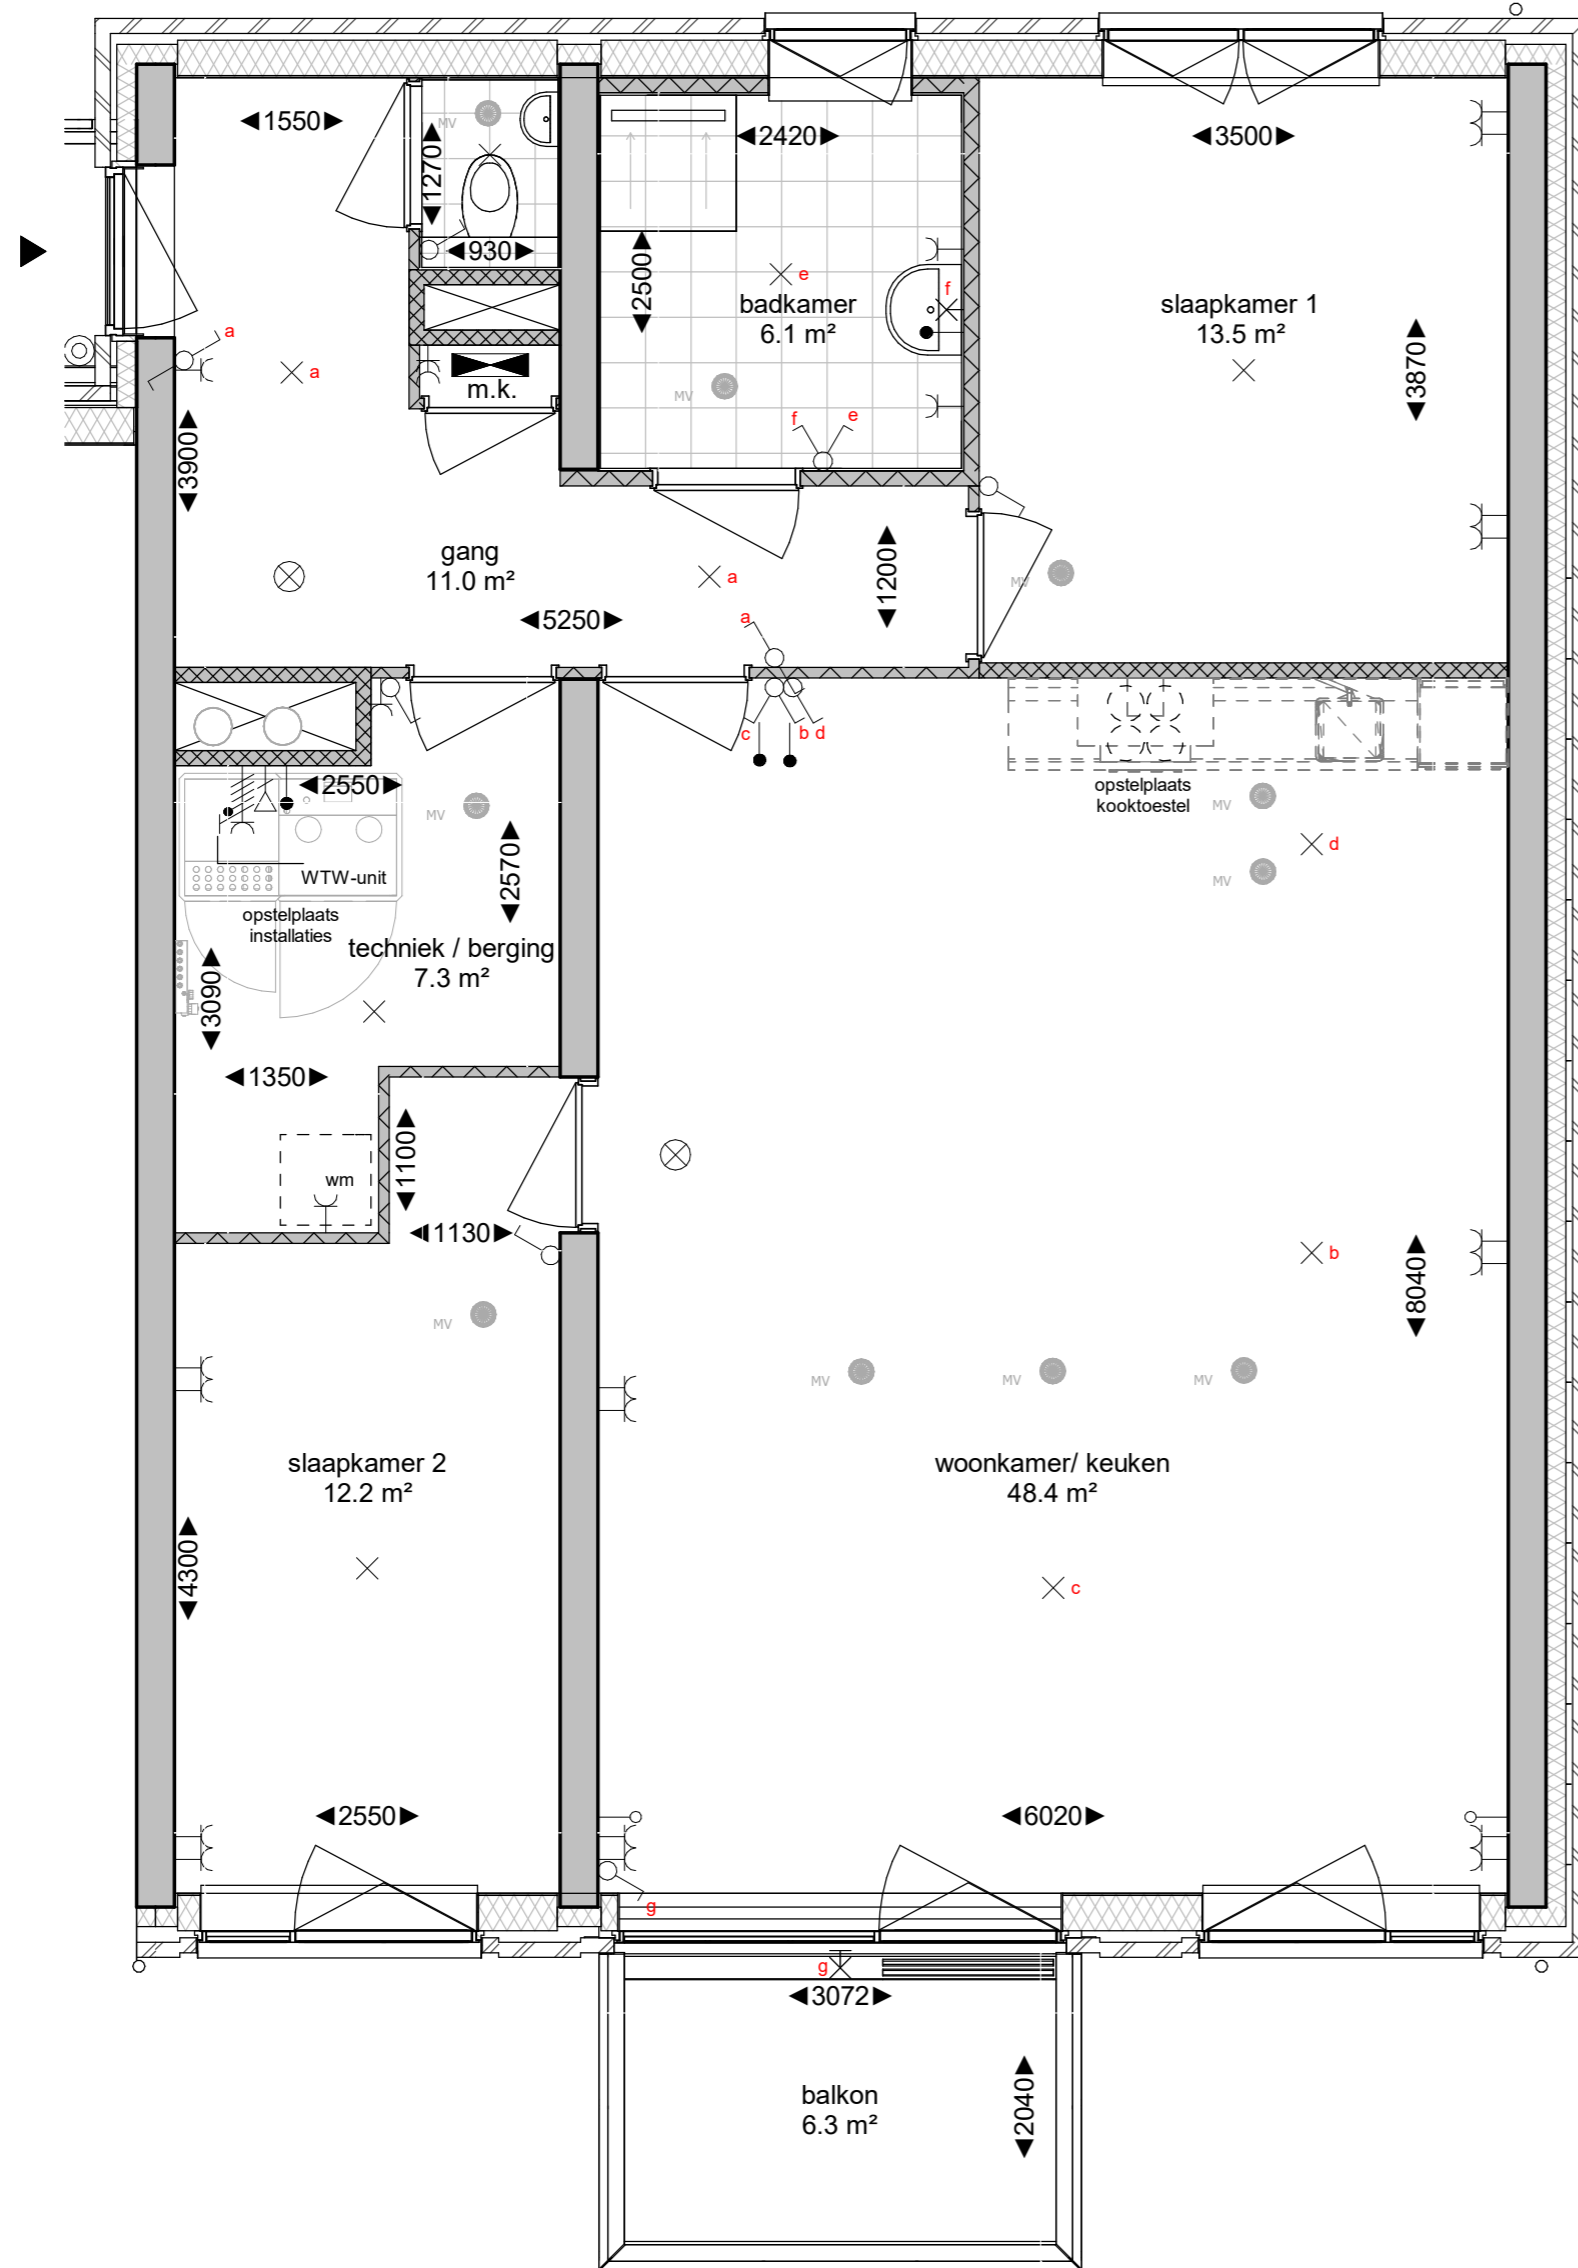 1550
MV
1270
930
2420
3500
2500
e
badkamer
6.1 m²
f
slaapkamer 1
13.5 m²
a
a
m.k.
MV
f
e
3870
3900
gang
11.0 m²
a
1200
MV
5250
a
c
b
d
2550
MV
opstelplaats
kooktoestel
MV
d
WTW-unit
2570
MV
opstelplaats
installaties
techniek / berging
7.3 m²
3090
1350
1100
wm
1130
b
8040
MV
MV
MV
MV
slaapkamer 2
12.2 m²
woonkamer/ keuken
48.4 m²
4300
c
2550
6020
g
g
3072
balkon
6.3 m²
2040